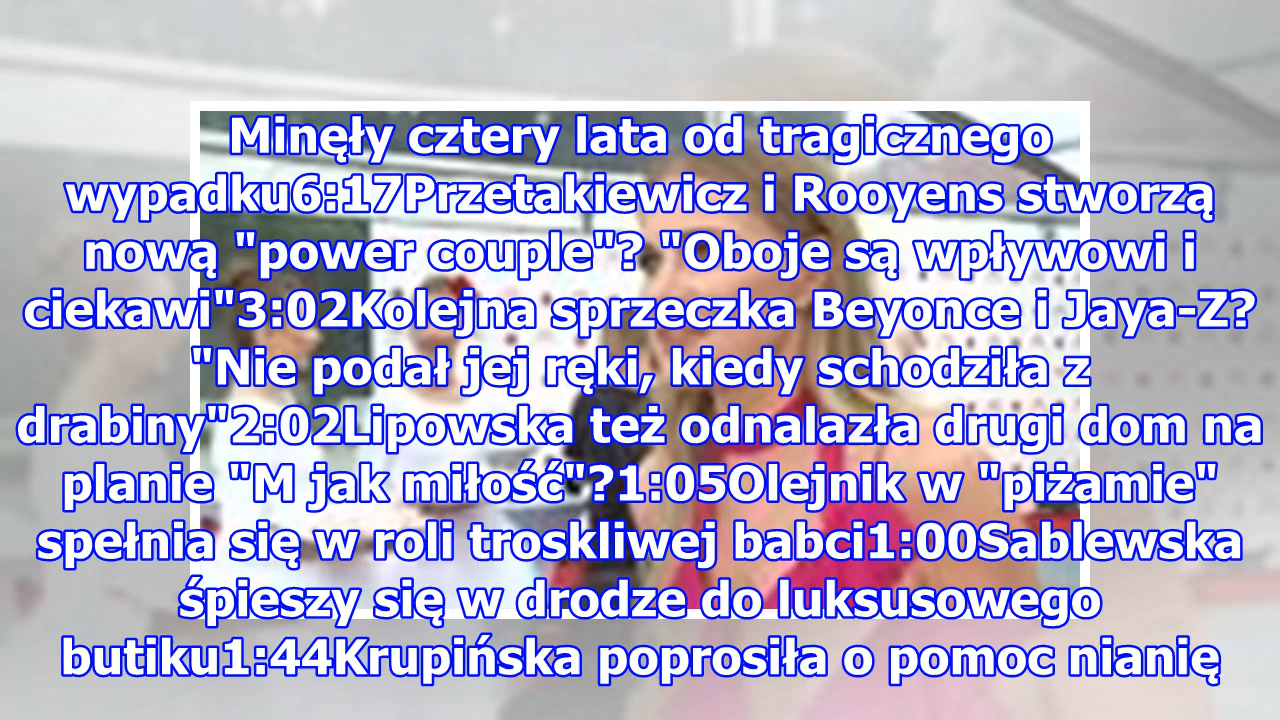 Minęły cztery lata od tragicznego
wypadku6:17Przetakiewicz i Rooyens stworzą
nową "power couple"? "Oboje są wpływowi i
ciekawi"3:02Kolejna sprzeczka Beyonce i Jaya-Z?
"Nie podał jej ręki, kiedy schodziła z
drabiny"2:02Lipowska też odnalazła drugi dom na
planie "M jak miłość"?1:05Olejnik w "piżamie"
spełnia się w roli troskliwej babci1:00Sablewska
śpieszy się w drodze do luksusowego
butiku1:44Krupińska poprosiła o pomoc nianię